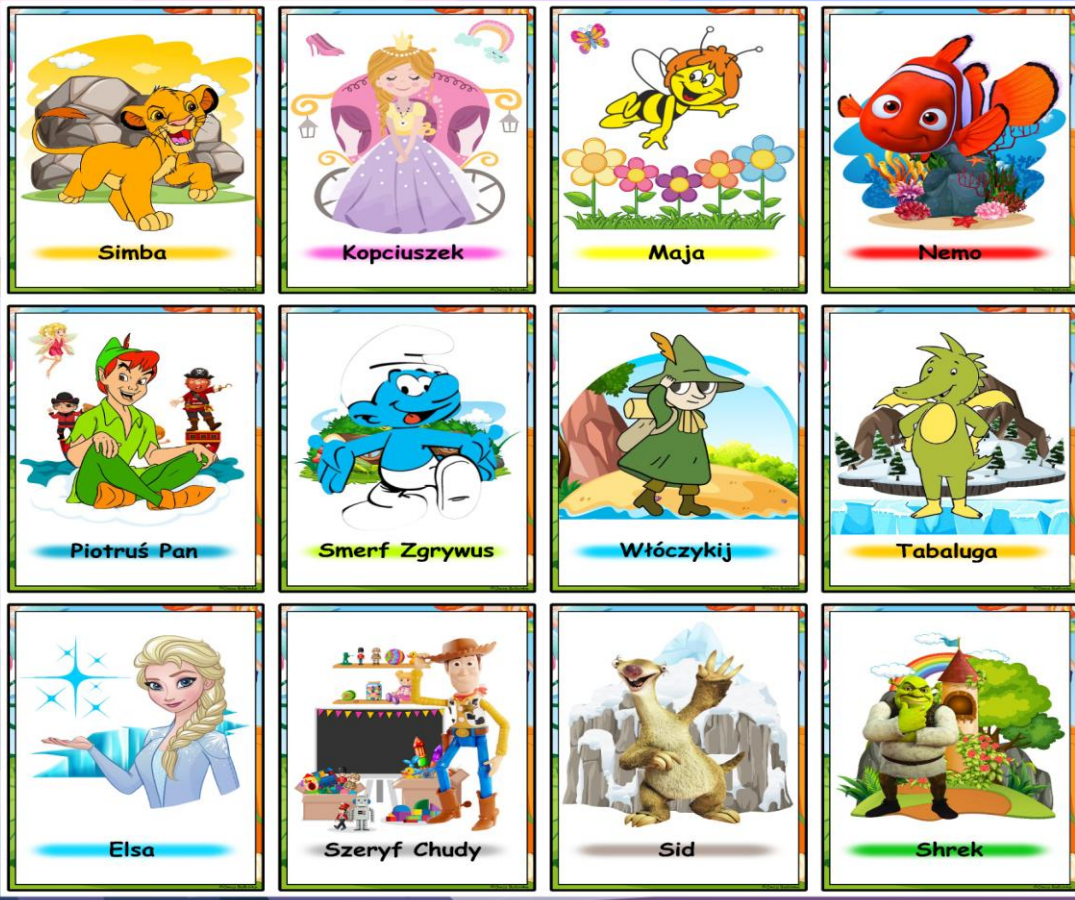 Simba
Kopciuszek
Maja
Nemo
Piotruś Pan
Smerf Zgrywus
Włóczykij
Tabaluga
Elsa
Szeryf Chudy
Sid
Shrek